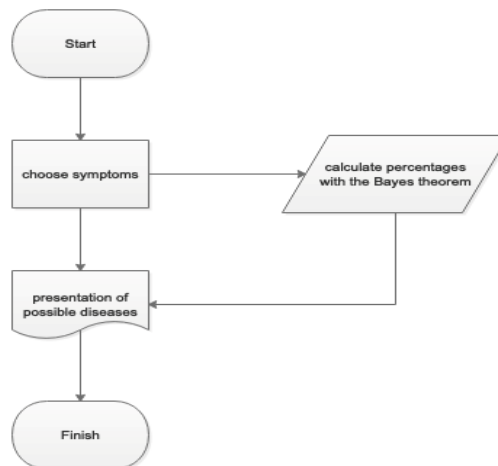 Start
choose symptoms
calculate percentages
with the Bayes theorem
presentation of
possible diseases
Finish